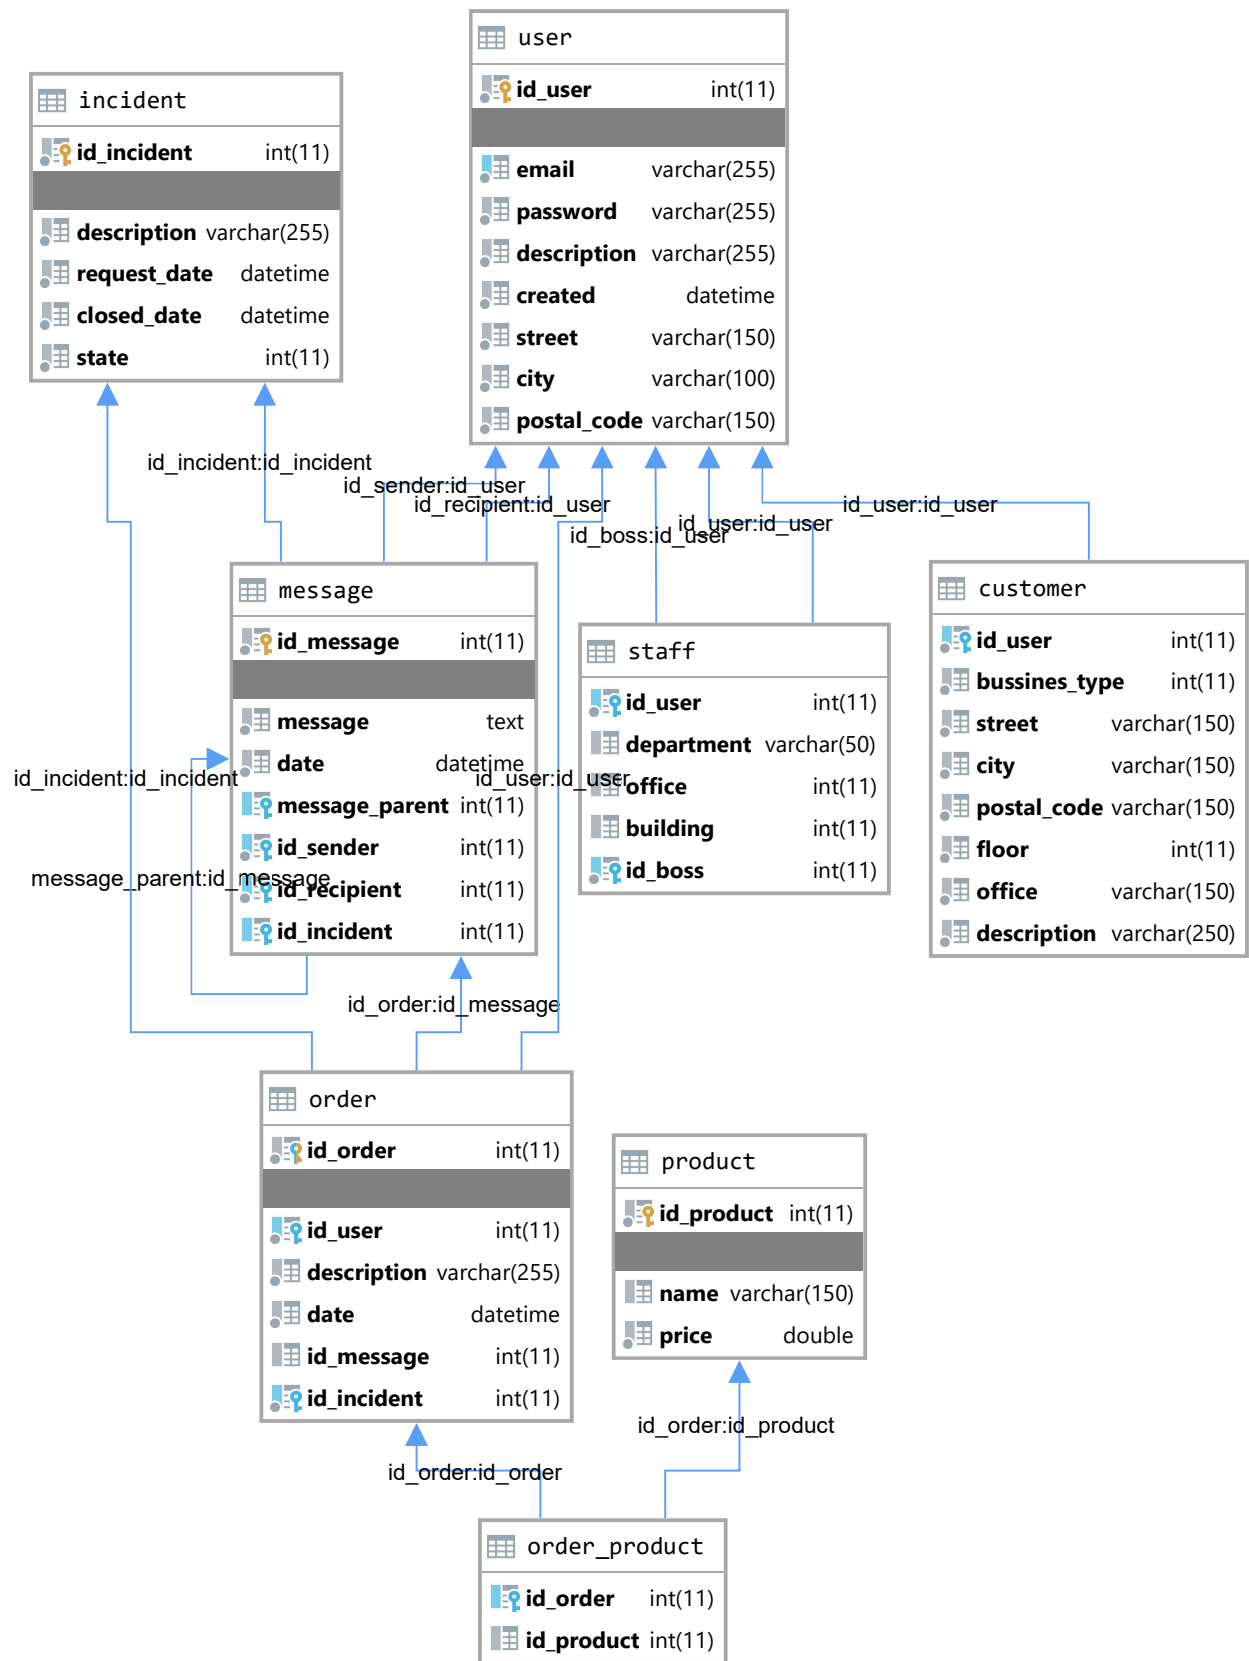 user
id_user int(11)
email varchar(255)
password varchar(255)
description varchar(255)
created datetime
street varchar(150)
city varchar(100)
postal_code varchar(150)
incident
id_incident int(11)
description varchar(255)
request_date datetime
closed_date datetime
state int(11)
id_incident:id_incident
id_sender:id_user
id_recipient:id_user
id_boss:id_user
id_user:id_user
id_user:id_user
message
id_message int(11)
message text
date datetime
message_parent int(11)
id_sender int(11)
id_recipient int(11)
id_incident int(11)
id_incident:id_incident
id_user:id_user
message_parent:id_message
staff
id_user int(11)
department varchar(50)
office int(11)
building int(11)
id_boss int(11)
customer
id_user int(11)
bussines_type int(11)
street varchar(150)
city varchar(150)
postal_code varchar(150)
floor int(11)
office varchar(150)
description varchar(250)
id_order:id_message
order
id_order int(11)
id_user int(11)
description varchar(255)
date datetime
id_message int(11)
id_incident int(11)
product
id_product int(11)
name varchar(150)
price double
id_order:id_product
id_order:id_order
order_product
id_order int(11)
id_product int(11)